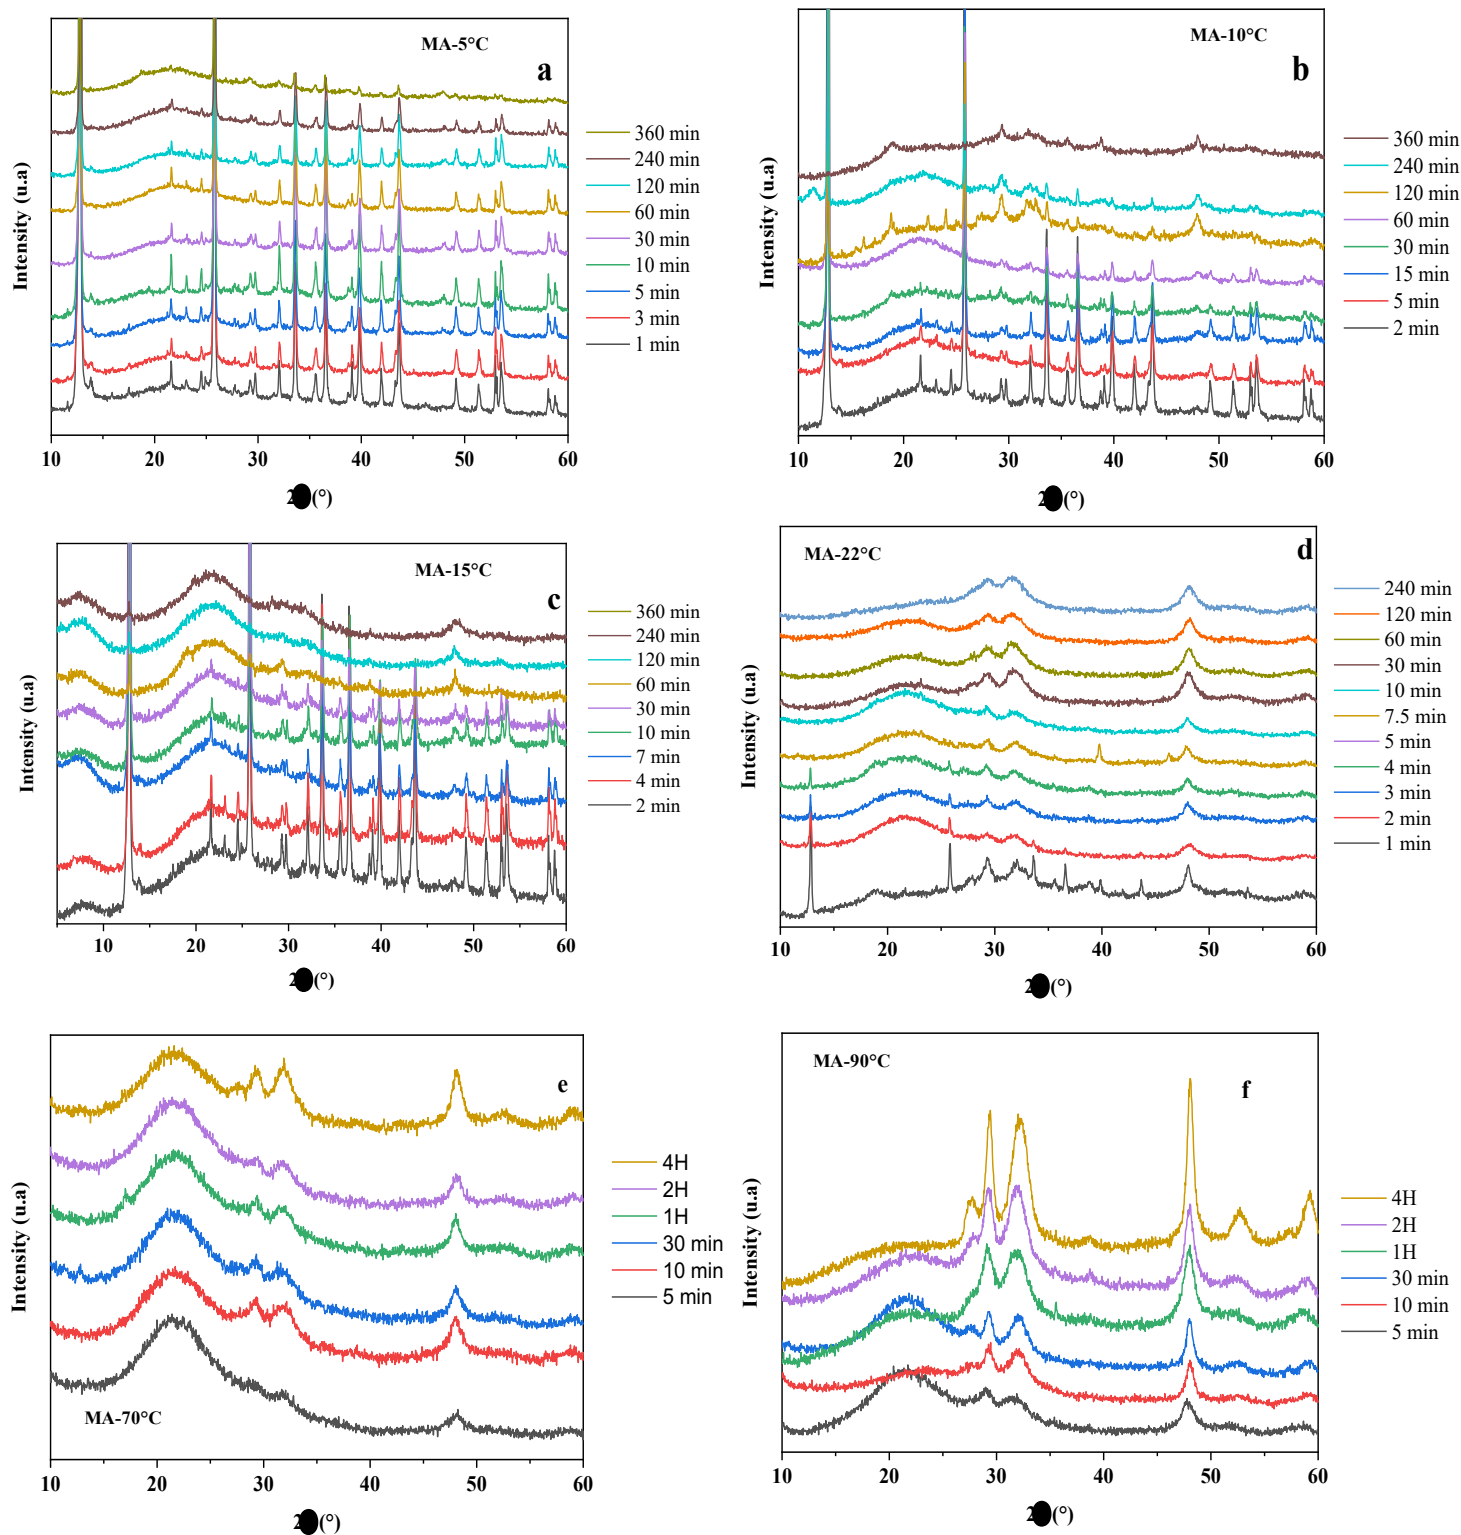 MA-5°C
a
Intensity (u.a)
360 min
240 min
120 min
60 min
30 min
10 min
5 min
3 min
1 min
10 20 30 40 50 60
2 (°)
MA-10°C
b
Intensity (u.a)
360 min
240 min
120 min
60 min
30 min
15 min
5 min
2 min
10 20 30 40 50 60
2 (°)
MA-15°C
c
Intensity (u.a)
360 min
240 min
120 min
60 min
30 min
10 min
7 min
4 min
2 min
10 20 30 40 50 60
2 (°)
MA-22°C
d
Intensity (u.a)
240 min
120 min
60 min
30 min
10 min
7.5 min
5 min
4 min
3 min
2 min
1 min
10 20 30 40 50 60
2 (°)
e
Intensity (u.a)
4H
2H
1H
30 min
10 min
5 min
MA-70°C
10 20 30 40 50 60
2 (°)
MA-90°C
f
Intensity (u.a)
4H
2H
1H
30 min
10 min
5 min
10 20 30 40 50 60
2 (°)